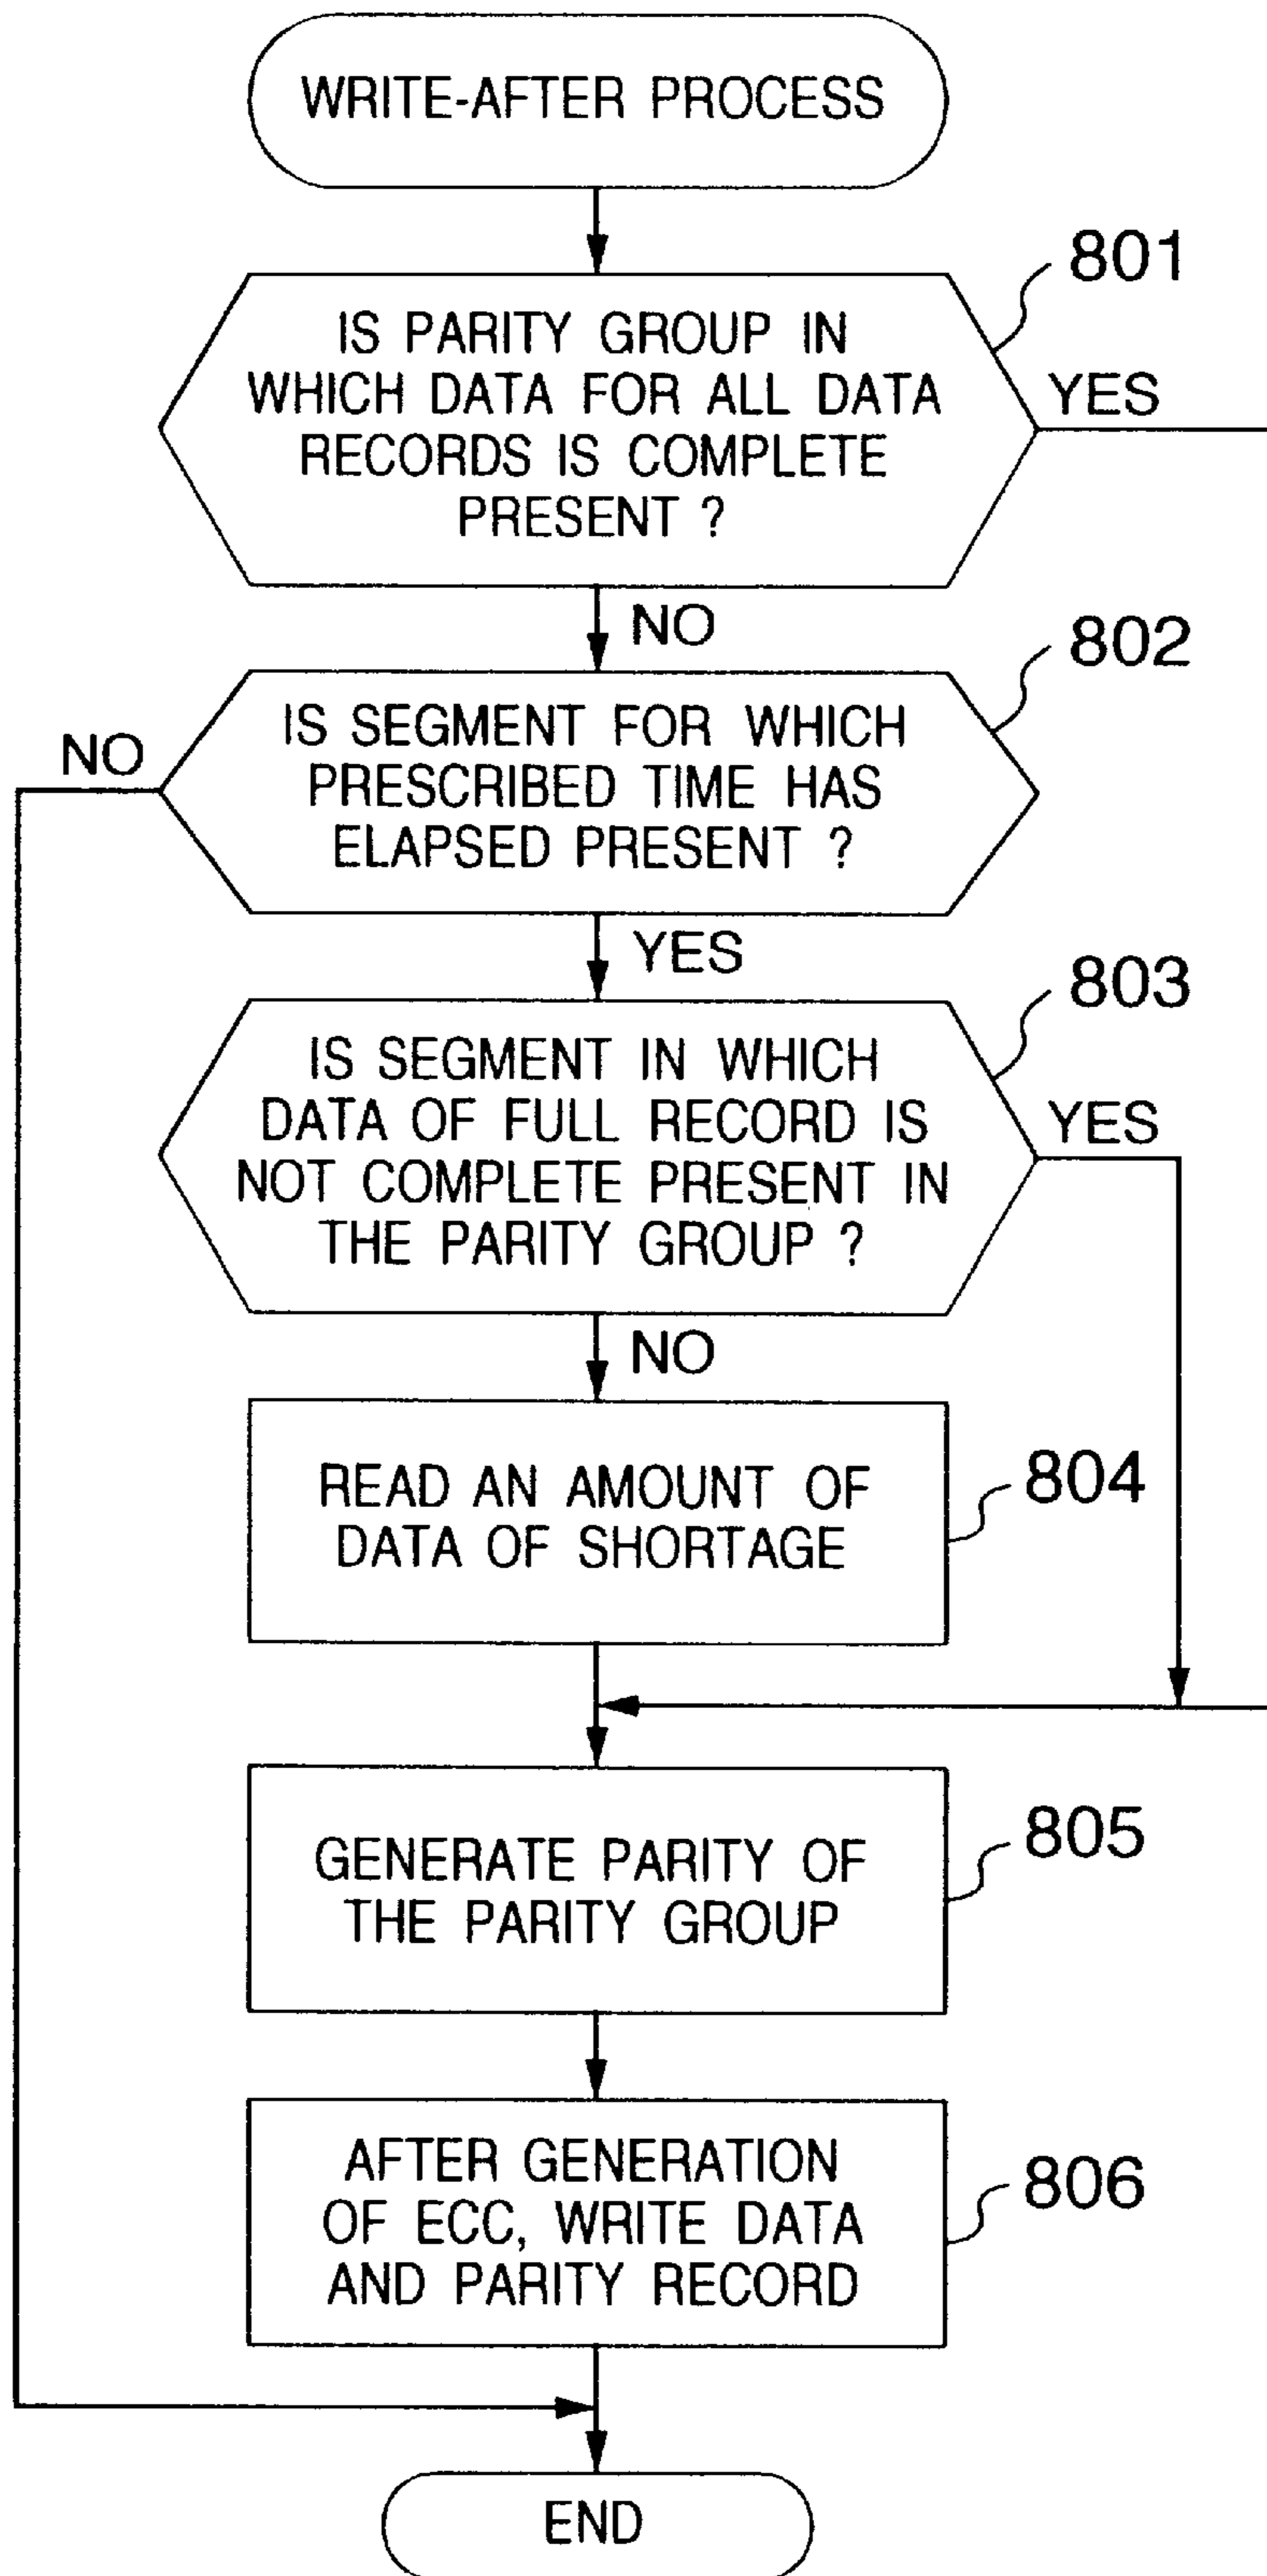 WRITE-AFTER PROCESS
801
IS PARITY GROUP IN
WHICH DATA FOR ALL DATA
RECORDS IS COMPLETE
PRESENT ?
YES
NO
802
IS SEGMENT FOR WHICH
PRESCRIBED TIME HAS
ELAPSED PRESENT ?
NO
YES
803
IS SEGMENT IN WHICH
DATA OF FULL RECORD IS
NOT COMPLETE PRESENT IN
THE PARITY GROUP ?
YES
NO
READ AN AMOUNT OF
DATA OF SHORTAGE
804
GENERATE PARITY OF
THE PARITY GROUP
805
AFTER GENERATION
OF ECC, WRITE DATA
AND PARITY RECORD
806
END